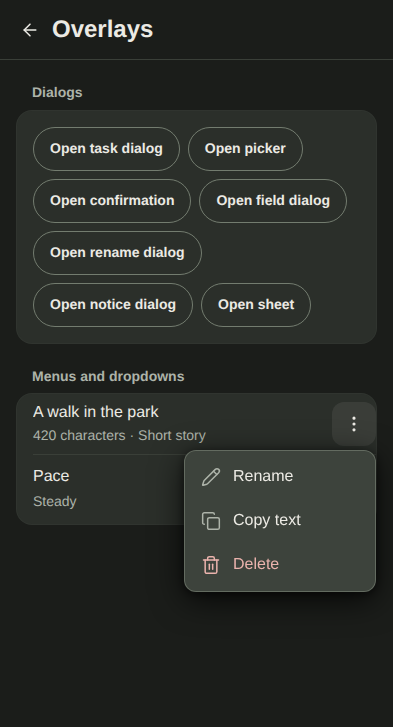 Overlays
Dialogs
Open task dialog
Open picker
Open confirmation
Open field dialog
Open rename dialog
Open notice dialog
Open sheet
Menus and dropdowns
A walk in the park
420 characters · Short story
Pace
Steady
Rename
Copy text
Delete